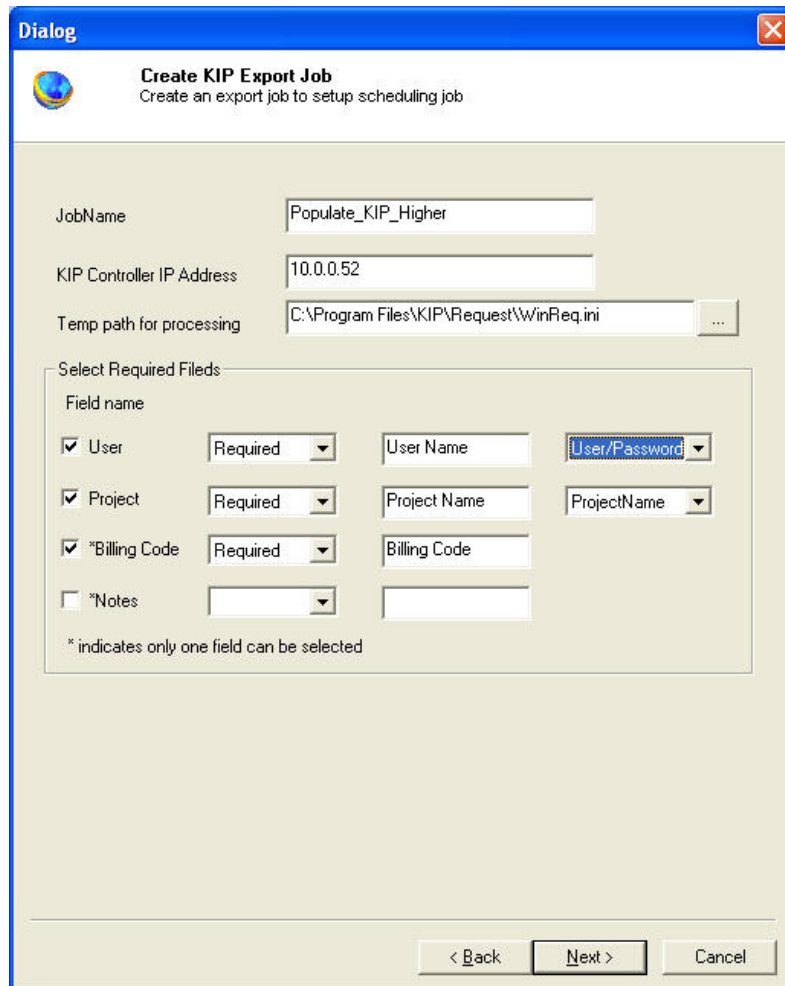 Dialog
Create KIP Export Job
Create an export job to setup scheduling job
JobName Populate_KIP_Higher
KIP Controller IP Address 10.0.0.52
Temp path for processing C:\Program Files\KIP\Request\WinReq.ini ...
Select Required Fileds
Field name
User Required User Name User/Password
Project Required Project Name ProjectName
*Billing Code Required Billing Code
*Notes
* indicates only one field can be selected
< Back Next > Cancel